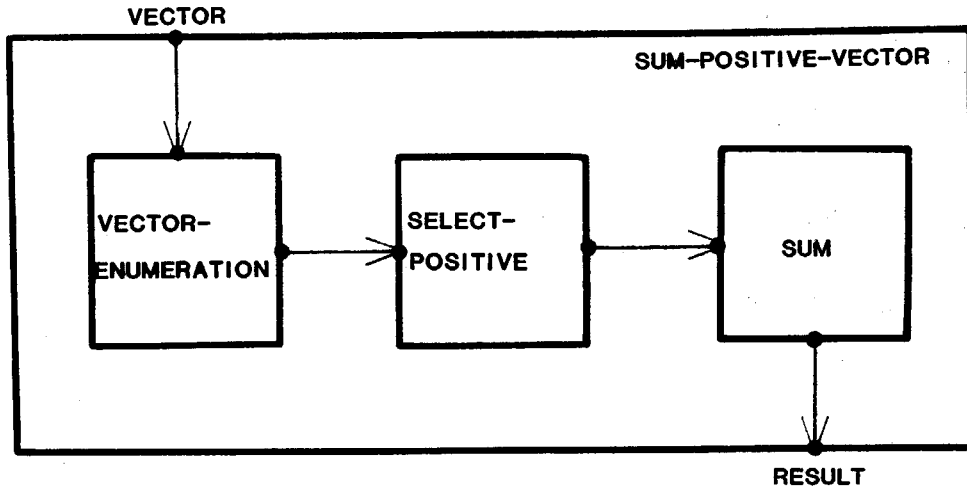 VECTOR
SUM-POSITIVE-VECTOR
VECTOR-
ENUMERATION
SELECT-
POSITIVE
SUM
RESULT